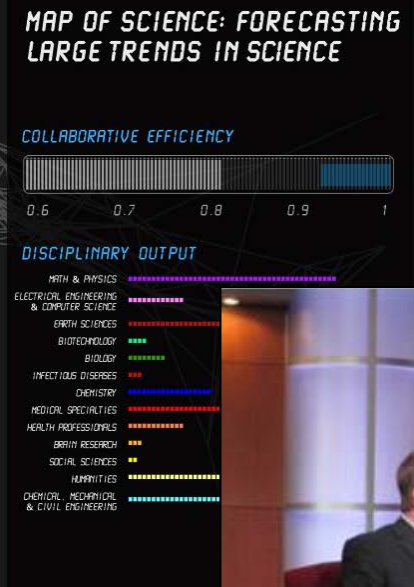 MAP OF SCIENCE: FORECASTING
LARGE TRENDS IN SCIENCE
COLLABORATIVE EFFICIENCY
0.6 0.7 0.8 0.9 1
DISCIPLINARY OUTPUT
MATH & PHYSICS
ELECTRICAL ENGINEERING
& COMPUTER SCIENCE
EARTH SCIENCES
BIOTECHNOLOGY
BIOLOGY
INFECTIOUS DISEASES
CHEMISTRY
MEDICAL SPECIALTIES
HEALTH PROFESSIONALS
BRAIN RESEARCH
SOCIAL SCIENCES
HUMANITIES
CHEMICAL, MECHANICAL
& CIVIL ENGINEERING